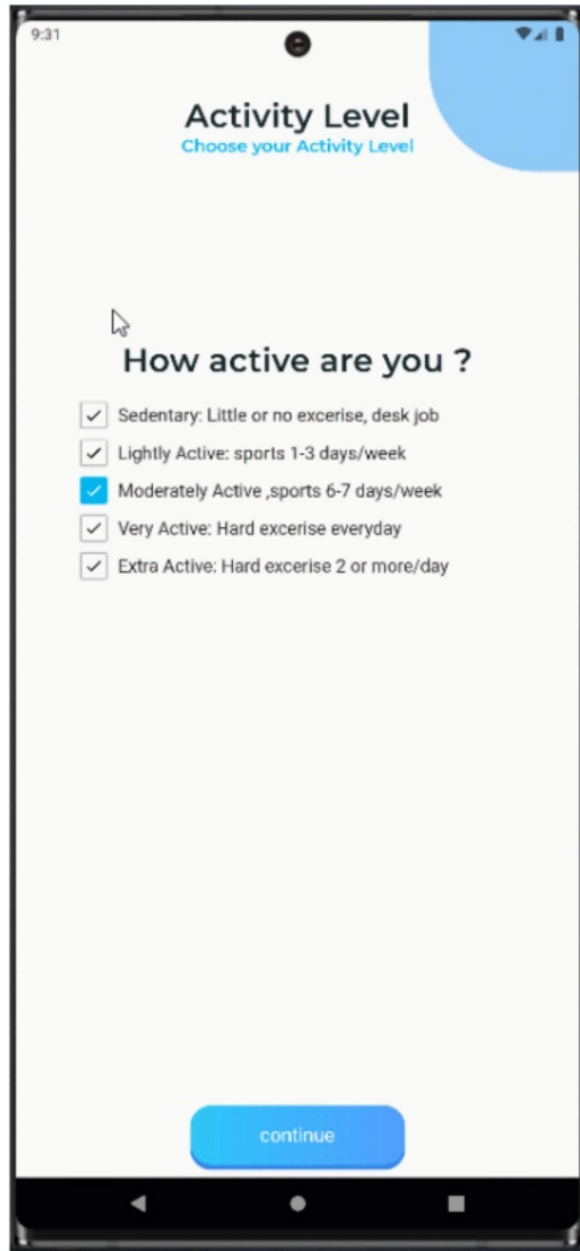 9:31
Activity Level
Choose your Activity Level
How active are you ?
Sedentary: Little or no excerise, desk job
Lightly Active: sports 1-3 days/week
Moderately Active ,sports 6-7 days/week
Very Active: Hard excerise everyday
Extra Active: Hard excerise 2 or more/day
continue